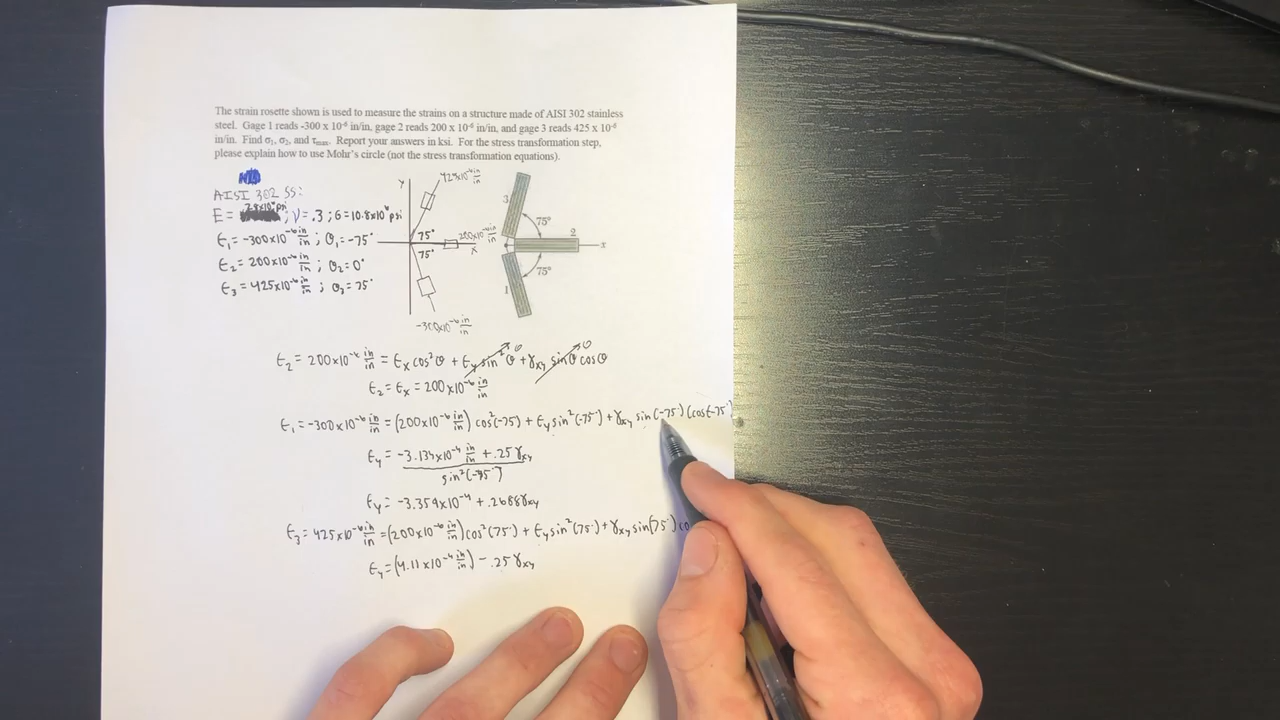 The strain rosette shown is used to measure the strains on a structure made of AISI 302 stainless
steel. Gage 1 reads -300 x 10⁻⁶ in/in, gage 2 reads 200 x 10⁻⁶ in/in, and gage 3 reads 425 x 10⁻⁶
in/in. Find σ₁, σ₂, and τₘₐₓ. Report your answers in ksi. For the stress transformation step,
please explain how to use Mohr's circle (not the stress transformation equations).
AISI 302 SS:
E = 28x10⁶psi ; ν = .3 ; G = 10.8x10⁶ psi
ϵ₁ = -300x10⁻⁶ in/in ; θ₁ = -75°
ϵ₂ = 200x10⁻⁶ in/in ; θ₂ = 0°
ϵ₃ = 425x10⁻⁶ in/in ; θ₃ = 75°
y
425x10⁻⁶ in/in
75°
200x10⁻⁶ in/in
x
75°
-300x10⁻⁶ in/in
3
75°
2
x
75°
1
ϵ₂ = 200x10⁻⁶ in/in = ϵₓ cos²θ + ϵy sin²θ + γxy sinθ cosθ
0
0
ϵ₂ = ϵₓ = 200x10⁻⁶ in/in
ϵ₁ = -300x10⁻⁶ in/in = (200x10⁻⁶ in/in) cos²(-75) + ϵy sin²(-75°) + γxy sin(-75°) (cos(-75°)
ϵy = -3.134x10⁻⁴ in/in + .25γxy
sin²(-75°)
ϵy = -3.359x10⁻⁴ + .2688γxy
ϵ₃ = 425x10⁻⁶ in/in = (200x10⁻⁶ in/in) cos²(75°) + ϵy sin²(75°) + γxy sin(75°)
ϵy = (4.11x10⁻⁴ in/in) - .25γxy